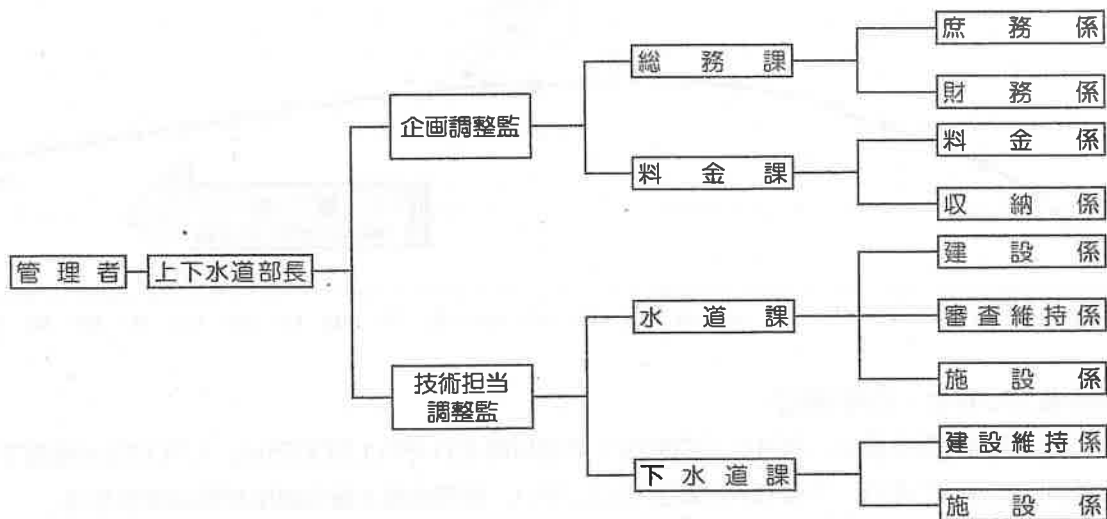 管理者
上下水道部長
企画調整監
総務課
庶務係
財務係
料金課
料金係
収納係
技術担当
調整監
水道課
建設係
審査維持係
施設係
下水道課
建設維持係
施設係